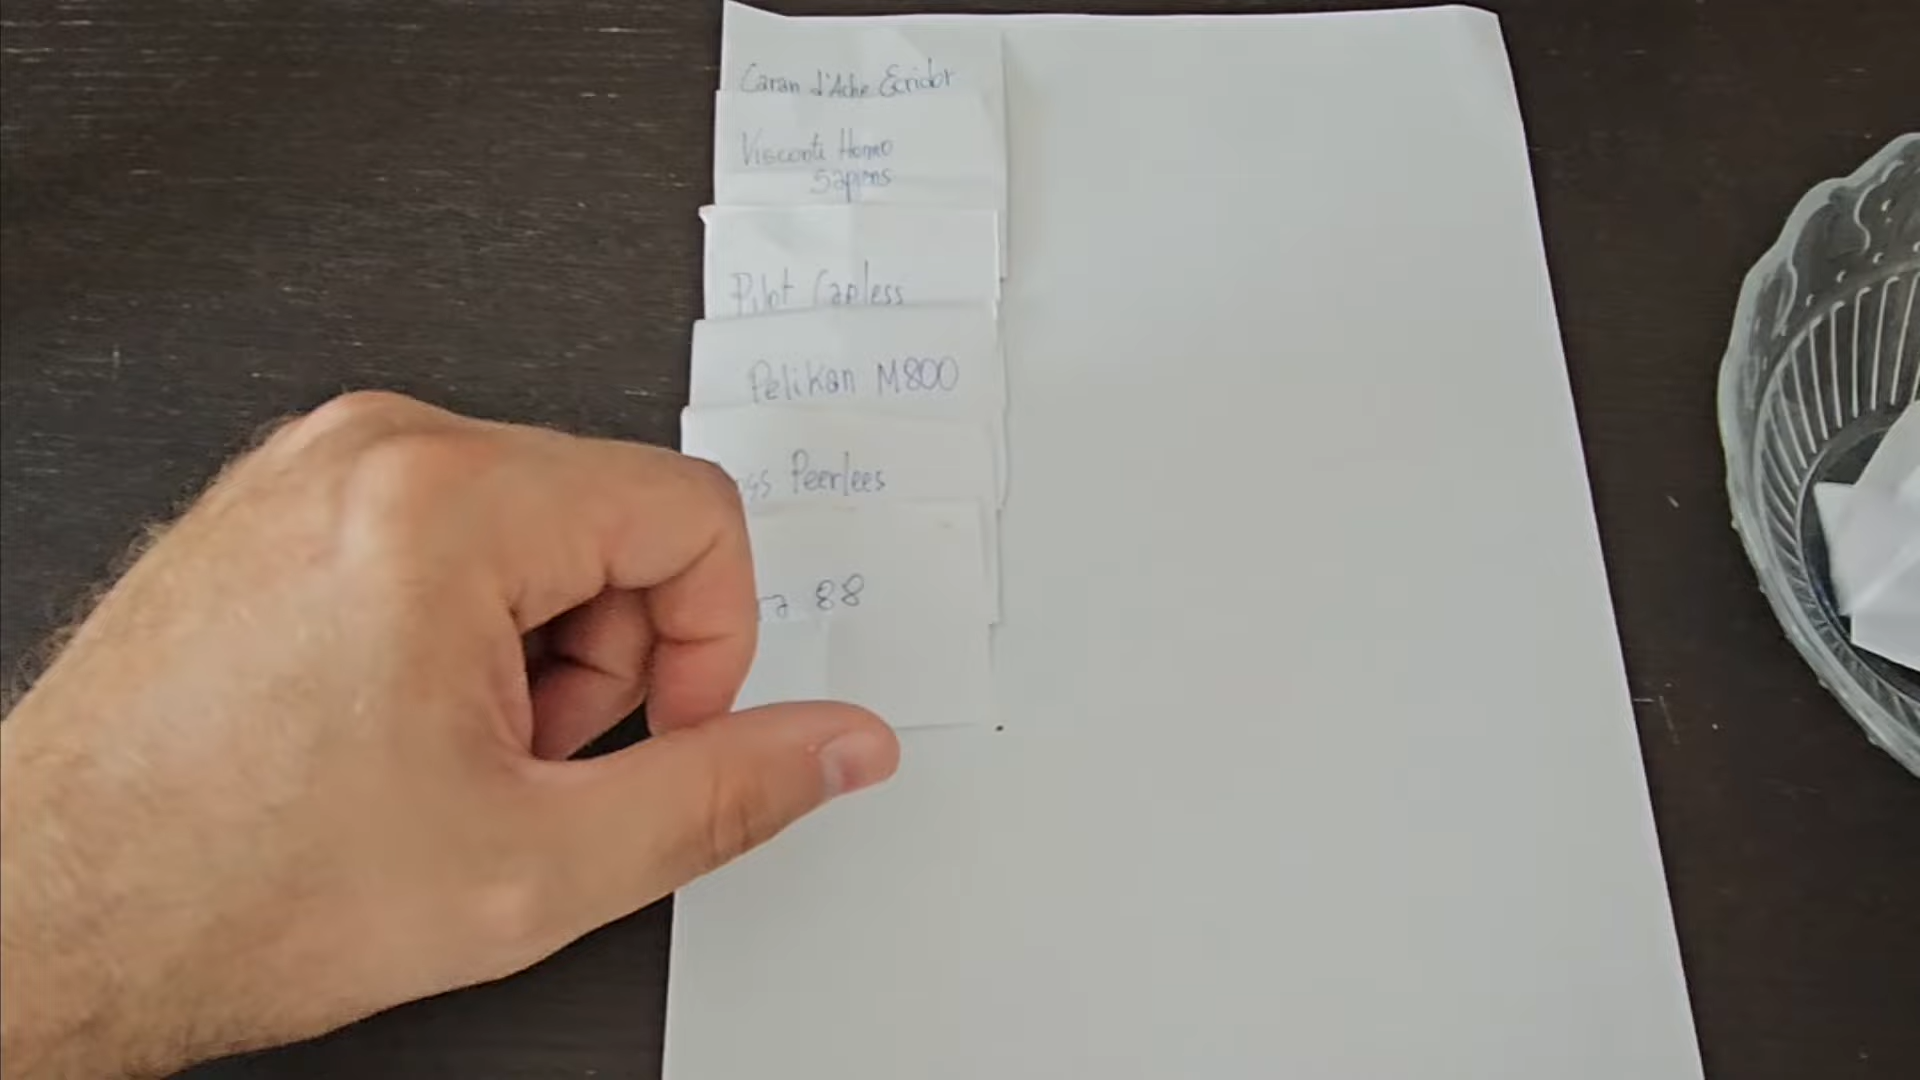 Caran d'Ache Ecridor
Visconti Homo
Sapiens
Pilot Capless
Pelikan M800
Peerlees
88